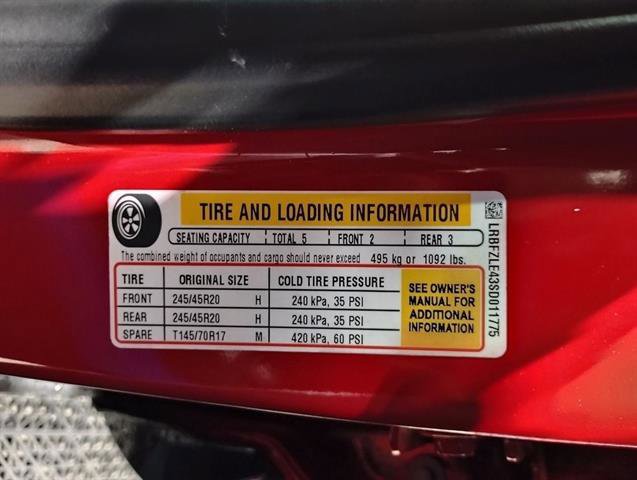 TIRE AND LOADING INFORMATION
SEATING CAPACITY TOTAL 5 FRONT 2 REAR 3
The combined weight of occupants and cargo should never exceed 495 kg or 1092 lbs.
TIRE ORIGINAL SIZE COLD TIRE PRESSURE
FRONT 245/45R20 H 240 kPa, 35 PSI
REAR 245/45R20 H 240 kPa, 35 PSI
SPARE T145/70R17 M 420 kPa, 60 PSI
SEE OWNER'S
MANUAL FOR
ADDITIONAL
INFORMATION
LRBFZLE43SD011775